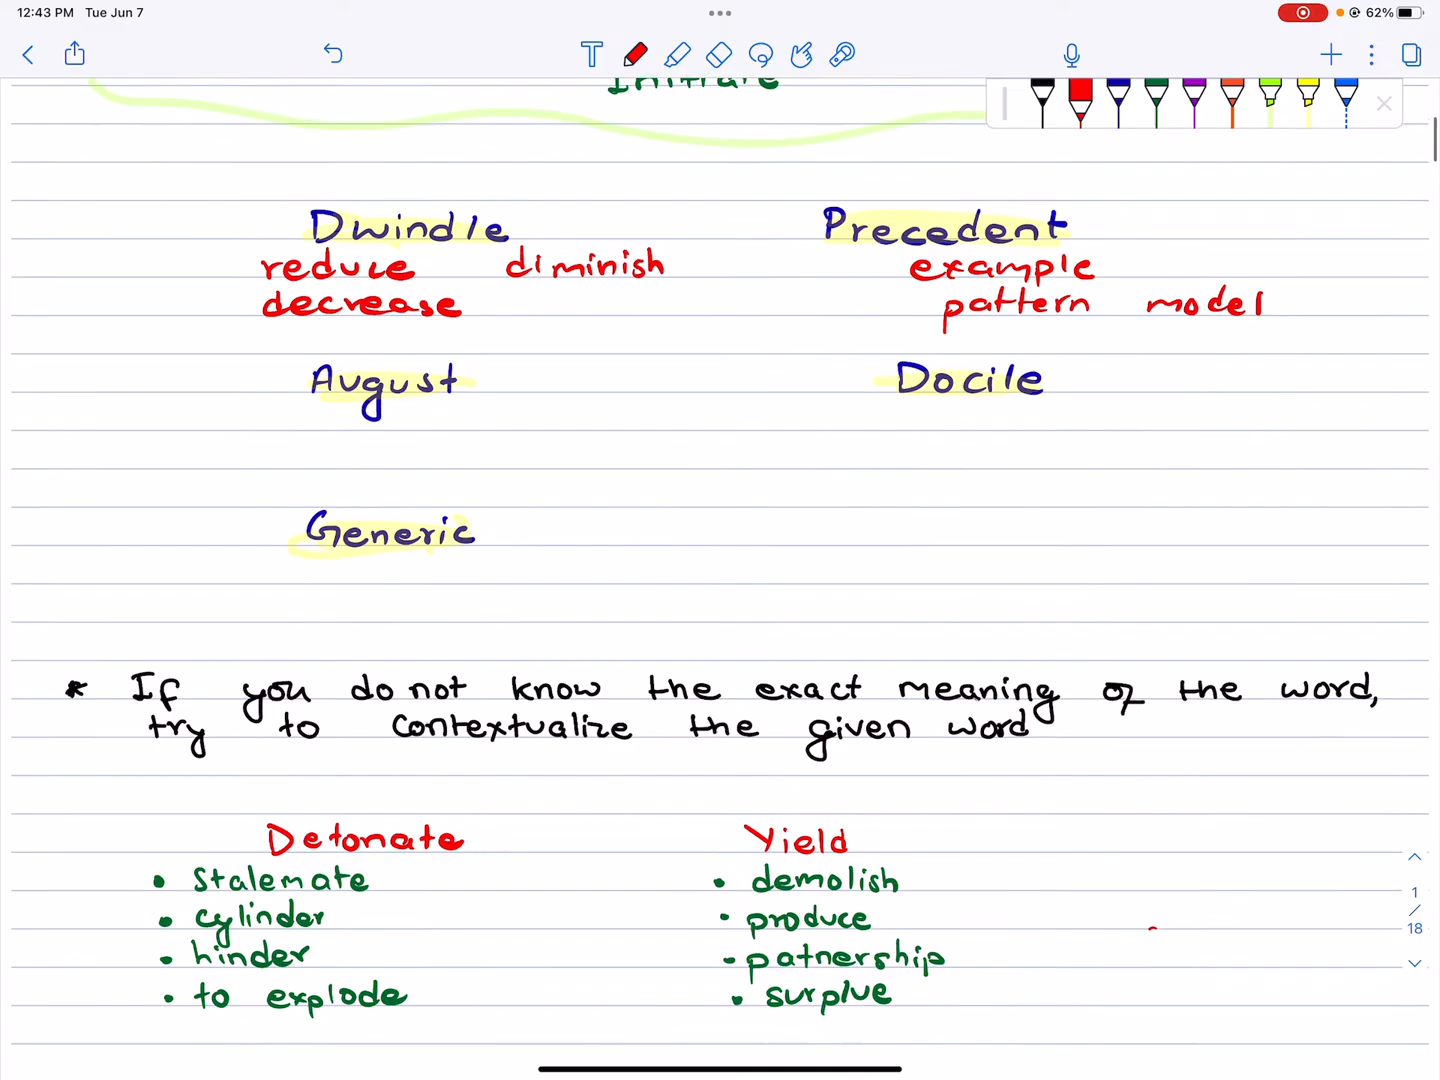 12:43 PM Tue Jun 7
62%
T
Initiate
Dwindle Precedent
reduce diminish example
decrease pattern model
August Docile
Generic
* If you do not know the exact meaning of the word,
try to contextualize the given word
Detonate Yield
• Stalemate • demolish
• cylinder • produce
• hinder • patnership
• to explode • surplue
1
/
18